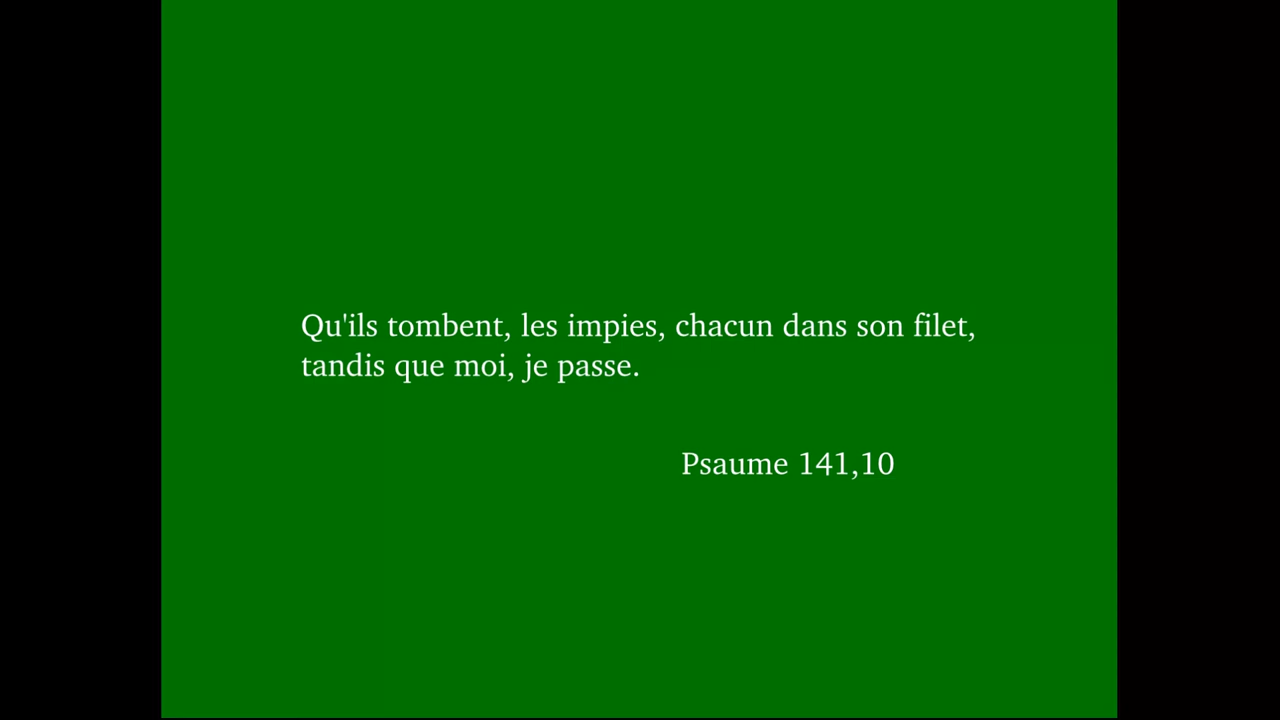 Qu'ils tombent, les impies, chacun dans son filet,
tandis que moi, je passe.
Psaume 141,10